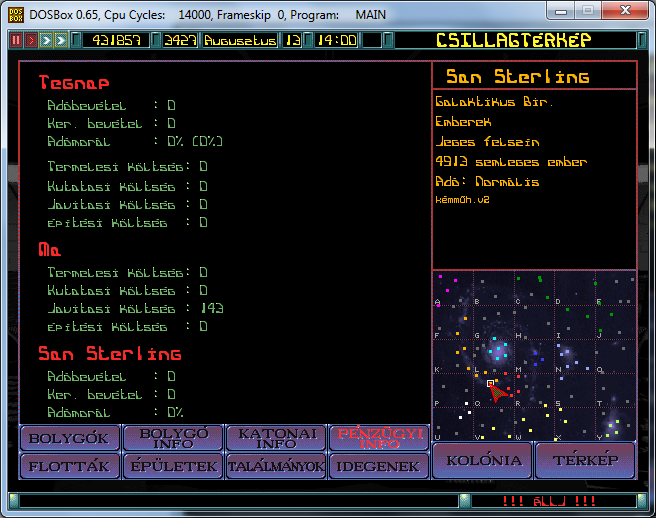 DOSBox 0.65, Cpu Cycles: 14000, Frameskip 0, Program: MAIN
431857 3427 Augusztus 13 14:00 CSILLAGTÉRKÉP
Tegnap
Adóbevétel : 0
Ker. bevétel : 0
Adómorál : 0% (0%)
Termelési költség: 0
Kutatási költség : 0
Javítási költség : 0
Építési költség : 0
Ma
Termelési költség: 0
Kutatási költség : 0
Javítási költség : 143
Építési költség : 0
San Sterling
Adóbevétel : 0
Ker. bevétel : 0
Adómorál : 0%
San Sterling
Galaktikus Bir.
Emberek
Jeges felszín
4913 semleges ember
Adó: Normális
kémműh.v2
A B C D E
F G H I J
K L M N O
P Q R S T
U V W X Y
BOLYGÓK
BOLYGÓ INFO
KATONAI INFO
PÉNZÜGYI INFO
FLOTTÁK
ÉPÜLETEK
TALÁLMÁNYOK
IDEGENEK
KOLÓNIA
TÉRKÉP
!!! ÁLLJ !!!